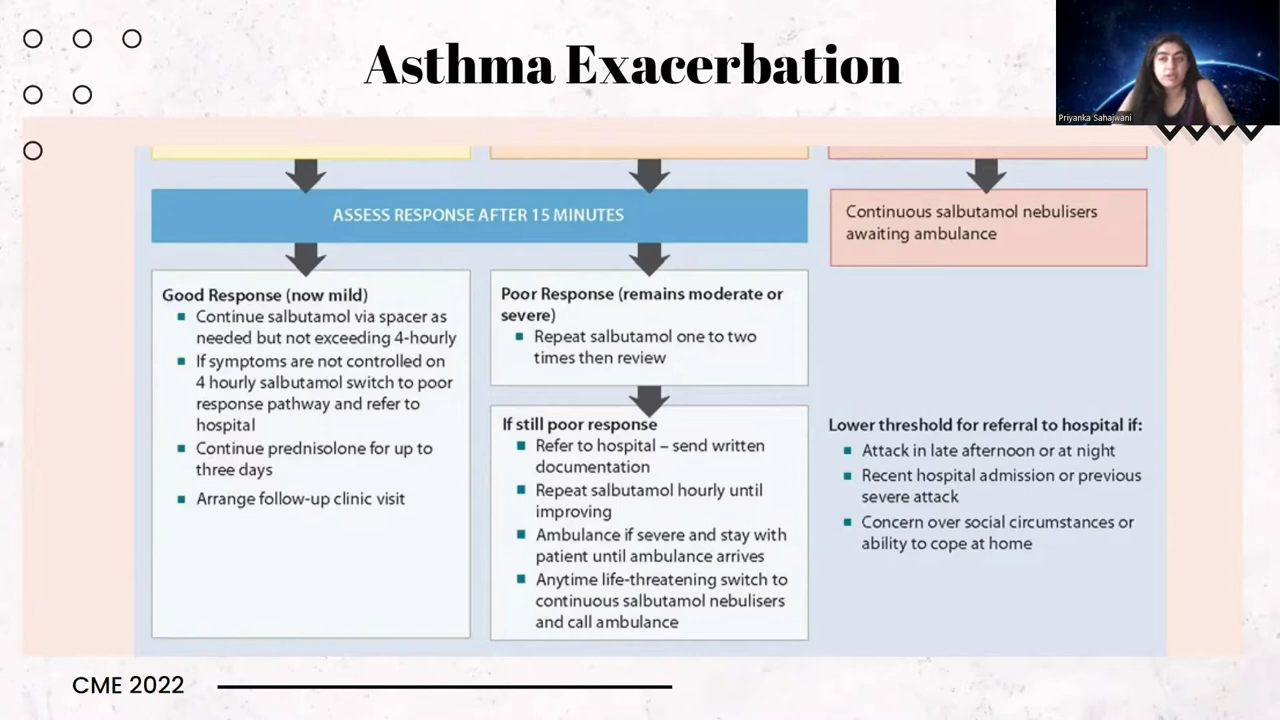 Asthma Exacerbation
Priyanka Sahajwani
ASSESS RESPONSE AFTER 15 MINUTES
Continuous salbutamol nebulisers
awaiting ambulance
Good Response (now mild)
Continue salbutamol via spacer as
needed but not exceeding 4-hourly
If symptoms are not controlled on
4 hourly salbutamol switch to poor
response pathway and refer to
hospital
Continue prednisolone for up to
three days
Arrange follow-up clinic visit
Poor Response (remains moderate or
severe)
Repeat salbutamol one to two
times then review
If still poor response
Refer to hospital – send written
documentation
Repeat salbutamol hourly until
improving
Ambulance if severe and stay with
patient until ambulance arrives
Anytime life-threatening switch to
continuous salbutamol nebulisers
and call ambulance
Lower threshold for referral to hospital if:
Attack in late afternoon or at night
Recent hospital admission or previous
severe attack
Concern over social circumstances or
ability to cope at home
CME 2022